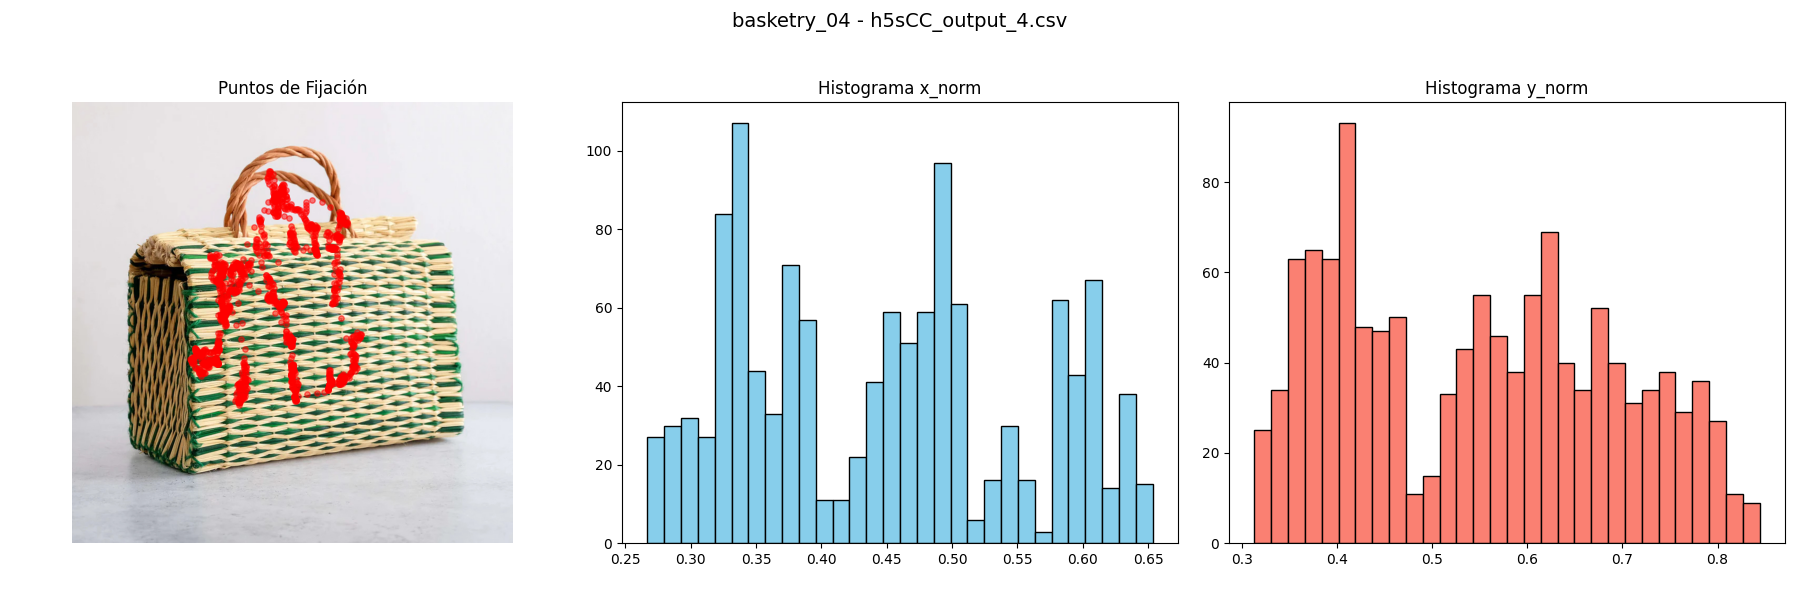 basketry_04 - h5sCC_output_4.csv
Puntos de Fijación
Histograma x_norm
Histograma y_norm
100
80
60
40
20
0
0.25 0.30 0.35 0.40 0.45 0.50 0.55 0.60 0.65
80
60
40
20
0
0.3 0.4 0.5 0.6 0.7 0.8